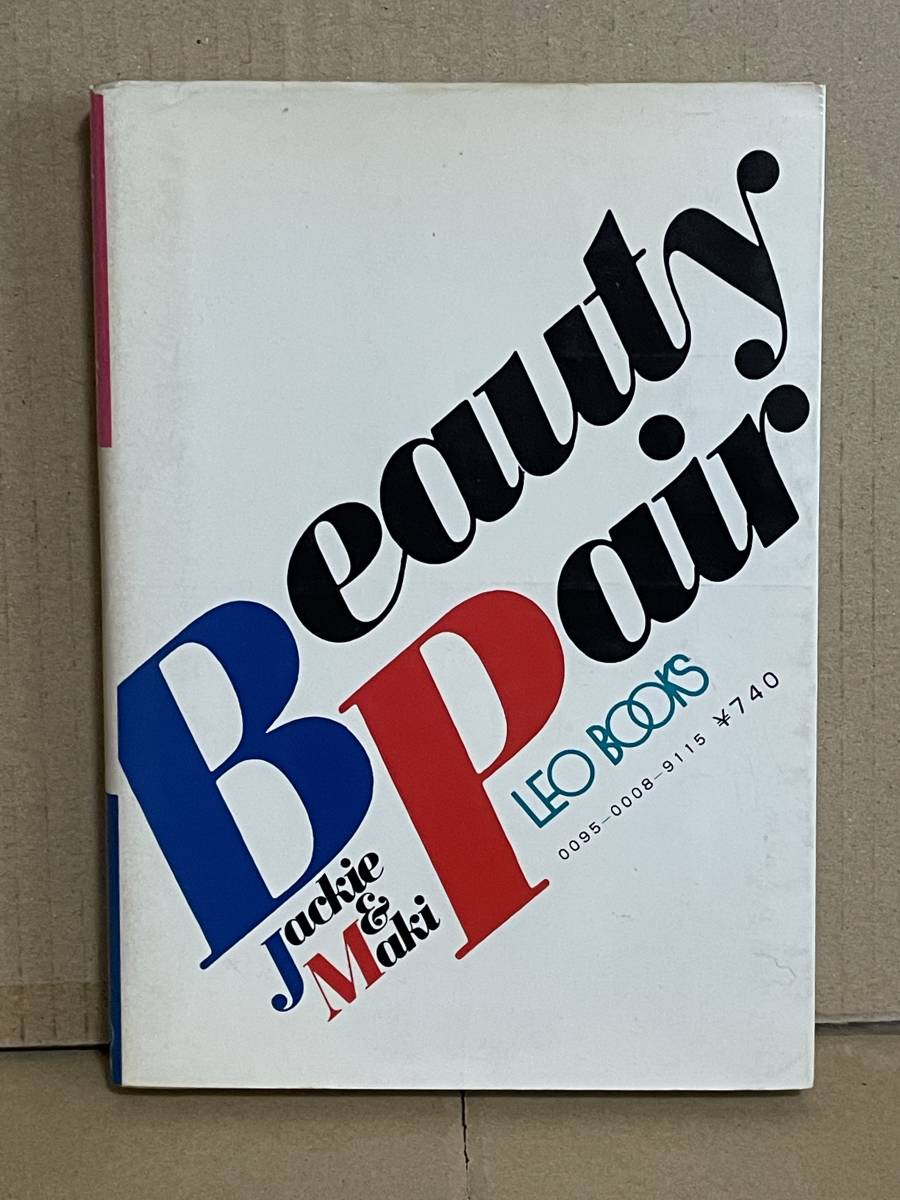 Beauty
Pair
Jackie
&
Maki
LEO BOOKS
0095-0008-9115 ¥740